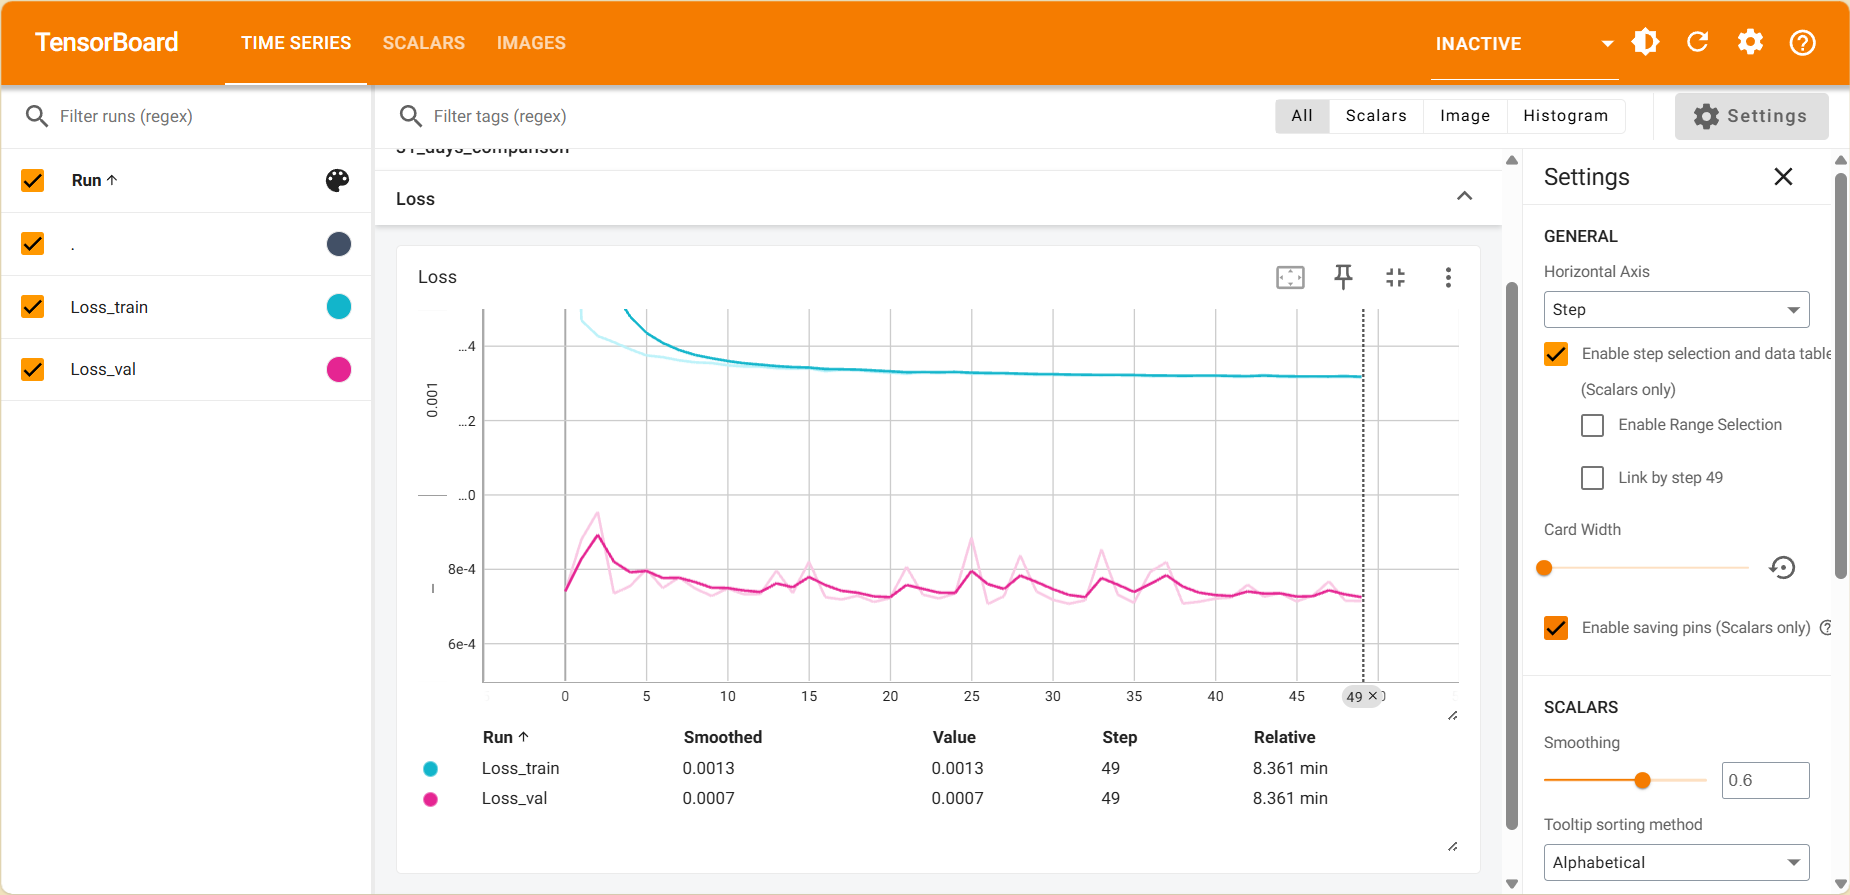 TensorBoard
TIME SERIES
SCALARS
IMAGES
INACTIVE
Filter runs (regex)
Filter tags (regex)
All
Scalars
Image
Histogram
Settings
Run
.
Loss_train
Loss_val
31_days_comparison
Loss
Loss
...4
0.001
...2
...0
8e-4
6e-4
0 5 10 15 20 25 30 35 40 45 49
Run Smoothed Value Step Relative
Loss_train 0.0013 0.0013 49 8.361 min
Loss_val 0.0007 0.0007 49 8.361 min
Settings
GENERAL
Horizontal Axis
Step
Enable step selection and data table
(Scalars only)
Enable Range Selection
Link by step 49
Card Width
Enable saving pins (Scalars only)
SCALARS
Smoothing
0.6
Tooltip sorting method
Alphabetical